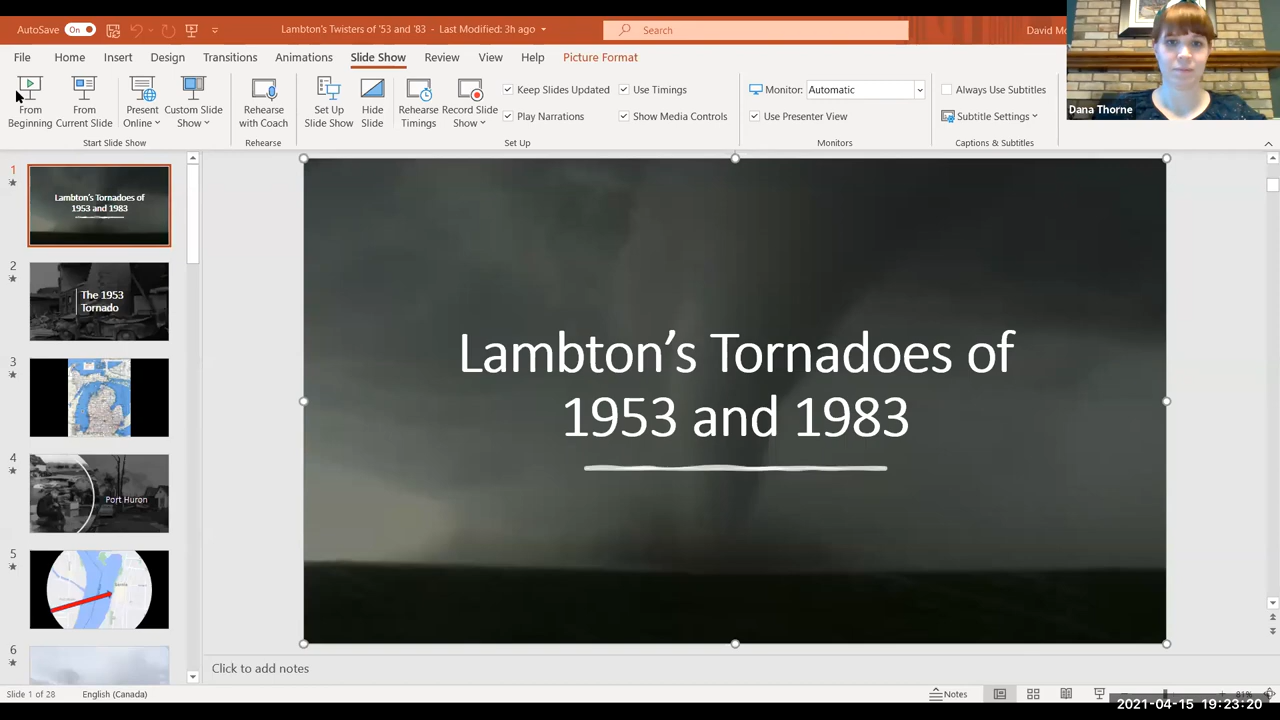 AutoSave On
Lambton's Twisters of '53 and '83 - Last Modified: 3h ago
Search
David Mo
File Home Insert Design Transitions Animations Slide Show Review View Help Picture Format
From Beginning
From Current Slide
Present Online
Custom Slide Show
Start Slide Show
Rehearse with Coach
Rehearse
Set Up Slide Show
Hide Slide
Rehearse Timings
Record Slide Show
Keep Slides Updated
Play Narrations
Use Timings
Show Media Controls
Set Up
Monitor: Automatic
Use Presenter View
Monitors
Always Use Subtitles
Subtitle Settings
Captions & Subtitles
Dana Thorne
1
Lambton's Tornadoes of
1953 and 1983
2
The 1953
Tornado
3
4
Port Huron
5
6
Lambton's Tornadoes of
1953 and 1983
Click to add notes
Slide 1 of 28
English (Canada)
Notes
81%
2021-04-15 19:23:20